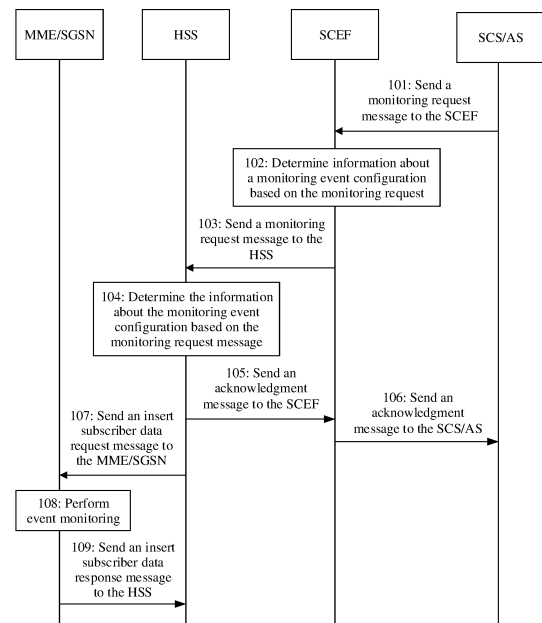 MME/SGSN
HSS
SCEF
SCS/AS
101: Send a
monitoring request
message to the SCEF
102: Determine information about
a monitoring event configuration
based on the monitoring request
103: Send a monitoring
request message to the
HSS
104: Determine the information
about the monitoring event
configuration based on the
monitoring request message
105: Send an
acknowledgment
message to the SCEF
106: Send an
acknowledgment
message to the SCS/AS
107: Send an insert
subscriber data
request message to
the MME/SGSN
108: Perform
event monitoring
109: Send an insert
subscriber data
response message
to the HSS